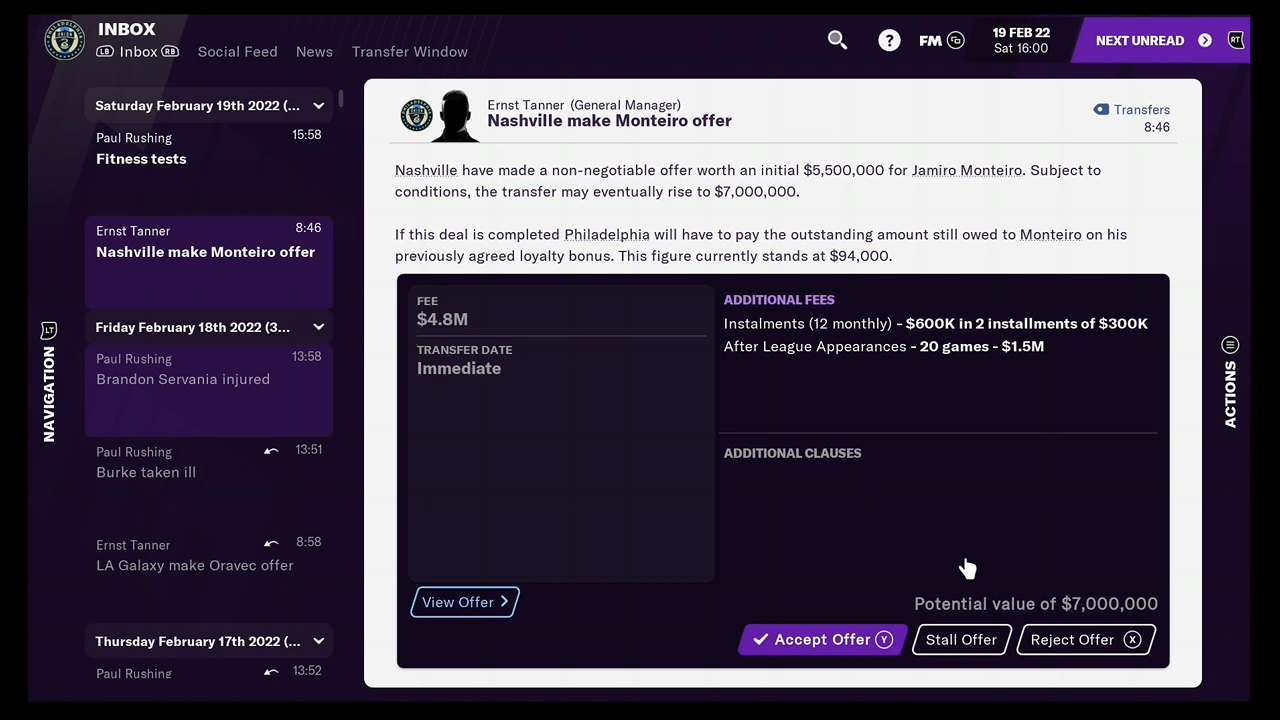 INBOX
LB Inbox RB
Social Feed
News
Transfer Window
?
FM
19 FEB 22
Sat 16:00
NEXT UNREAD
RT
LT
NAVIGATION
Saturday February 19th 2022 (...
Paul Rushing
15:58
Fitness tests
Ernst Tanner
8:46
Nashville make Monteiro offer
Friday February 18th 2022 (3...
Paul Rushing
13:58
Brandon Servania injured
Paul Rushing
13:51
Burke taken ill
Ernst Tanner
8:58
LA Galaxy make Oravec offer
Thursday February 17th 2022 (...
Paul Rushing
13:52
Ernst Tanner (General Manager)
Nashville make Monteiro offer
Transfers
8:46
Nashville have made a non-negotiable offer worth an initial $5,500,000 for Jamiro Monteiro. Subject to
conditions, the transfer may eventually rise to $7,000,000.
If this deal is completed Philadelphia will have to pay the outstanding amount still owed to Monteiro on his
previously agreed loyalty bonus. This figure currently stands at $94,000.
FEE
$4.8M
TRANSFER DATE
Immediate
ADDITIONAL FEES
Instalments (12 monthly) - $600K in 2 installments of $300K
After League Appearances - 20 games - $1.5M
ADDITIONAL CLAUSES
View Offer
Potential value of $7,000,000
Accept Offer Y
Stall Offer
Reject Offer X
ACTIONS